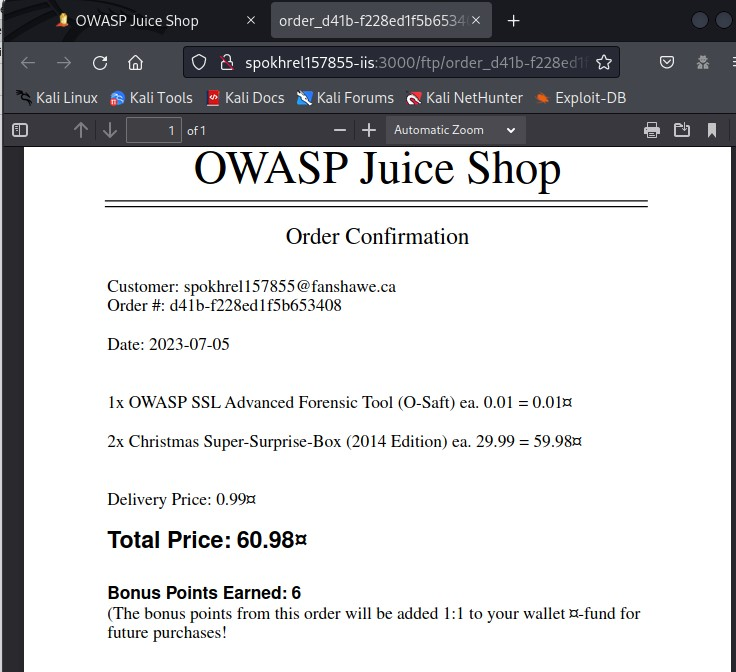 OWASP Juice Shop
order_d41b-f228ed1f5b6534
spokhrel157855-iis:3000/ftp/order_d41b-f228ed1
Kali Linux Kali Tools Kali Docs Kali Forums Kali NetHunter Exploit-DB
1 of 1 Automatic Zoom
OWASP Juice Shop
Order Confirmation
Customer: spokhrel157855@fanshawe.ca
Order #: d41b-f228ed1f5b653408
Date: 2023-07-05
1x OWASP SSL Advanced Forensic Tool (O-Saft) ea. 0.01 = 0.01¤
2x Christmas Super-Surprise-Box (2014 Edition) ea. 29.99 = 59.98¤
Delivery Price: 0.99¤
Total Price: 60.98¤
Bonus Points Earned: 6
(The bonus points from this order will be added 1:1 to your wallet ¤-fund for
future purchases!